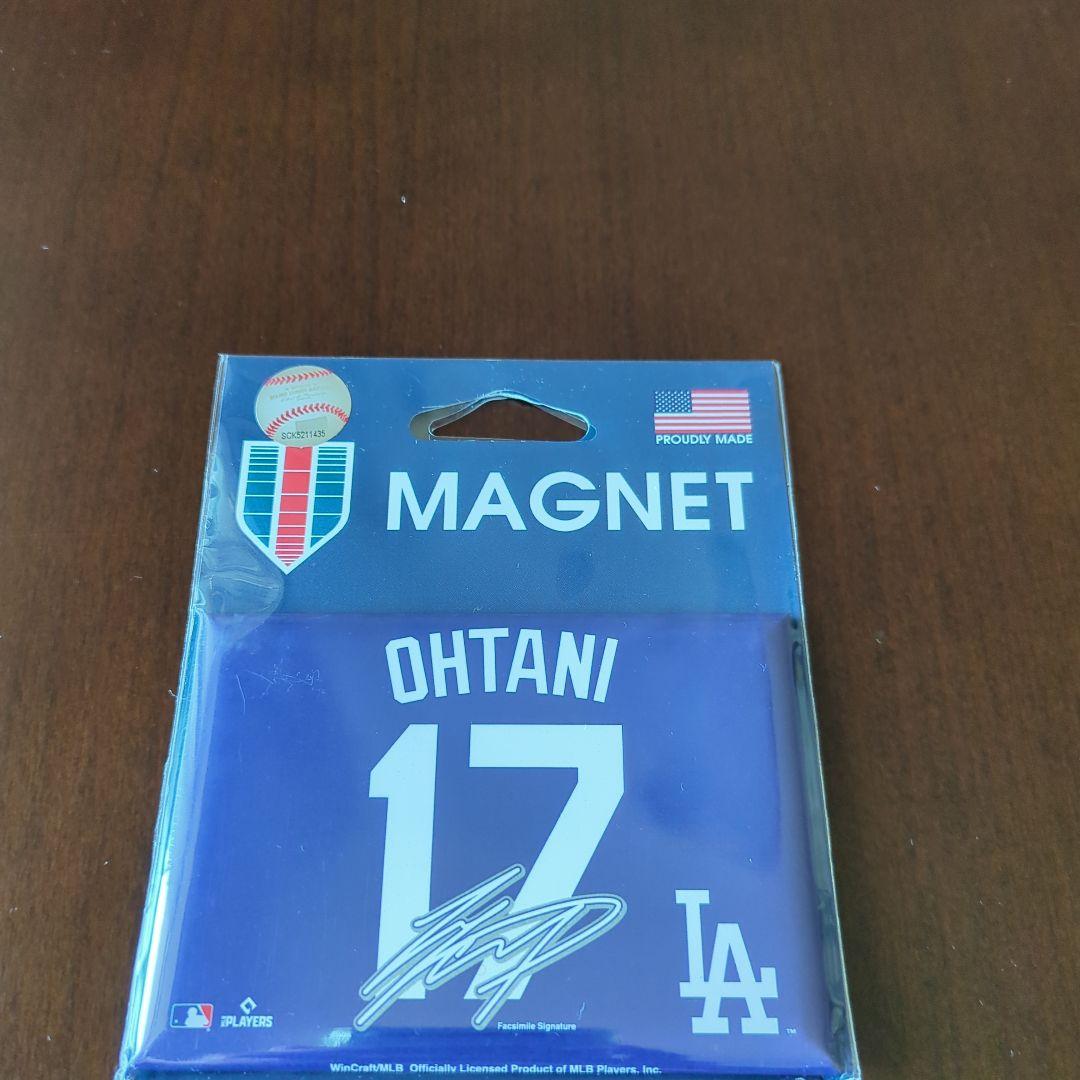 SCK5211435
PROUDLY MADE
MAGNET
OHTANI
17
LA
TM
PLAYERS
Facsimile Signature
WinCraft/MLB Officially Licensed Product of MLB Players, Inc.